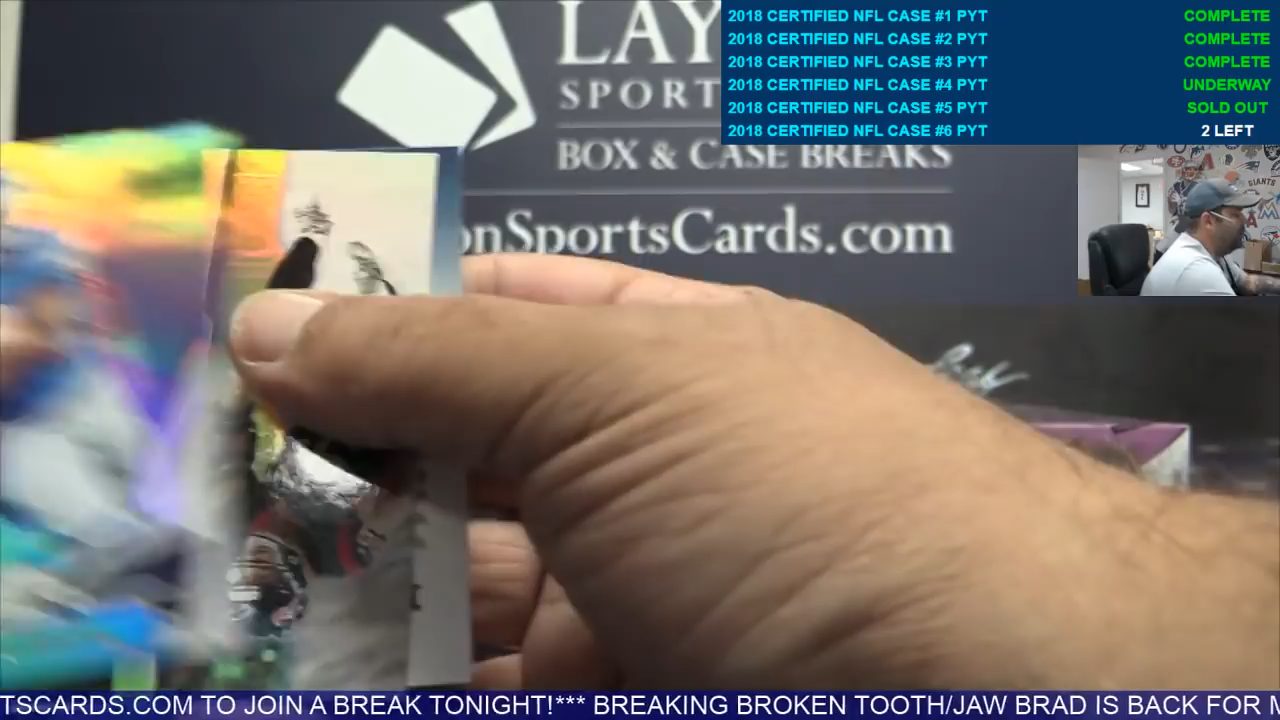 2018 CERTIFIED NFL CASE #1 PYT COMPLETE
2018 CERTIFIED NFL CASE #2 PYT COMPLETE
2018 CERTIFIED NFL CASE #3 PYT COMPLETE
2018 CERTIFIED NFL CASE #4 PYT UNDERWAY
2018 CERTIFIED NFL CASE #5 PYT SOLD OUT
2018 CERTIFIED NFL CASE #6 PYT 2 LEFT
LAY
SPORT
BOX & CASE BREAKS
onSportsCards.com
GIANTS
TSCARDS.COM TO JOIN A BREAK TONIGHT!*** BREAKING BROKEN TOOTH/JAW BRAD IS BACK FOR M